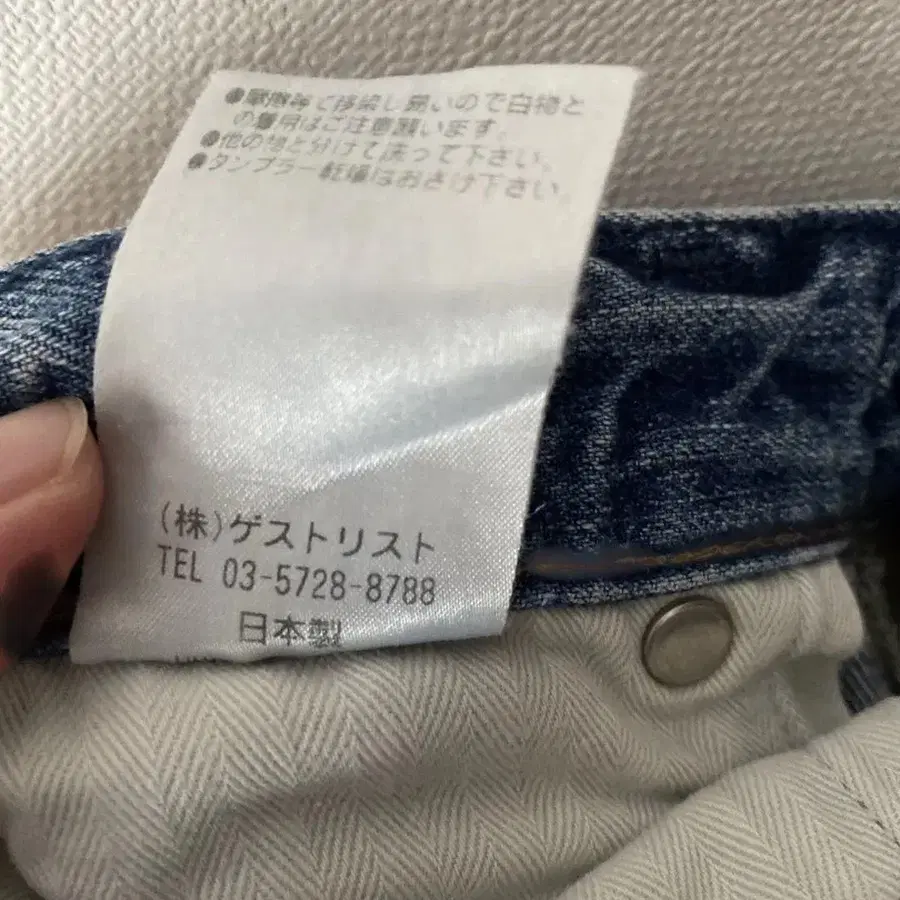 ●摩擦等で移染し易いので白物と
の着用はご注意願います。
●他の物と分けて洗って下さい。
●タンブラー乾燥はおさけ下さい。
(株)ゲストリスト
TEL 03-5728-8788
日本製